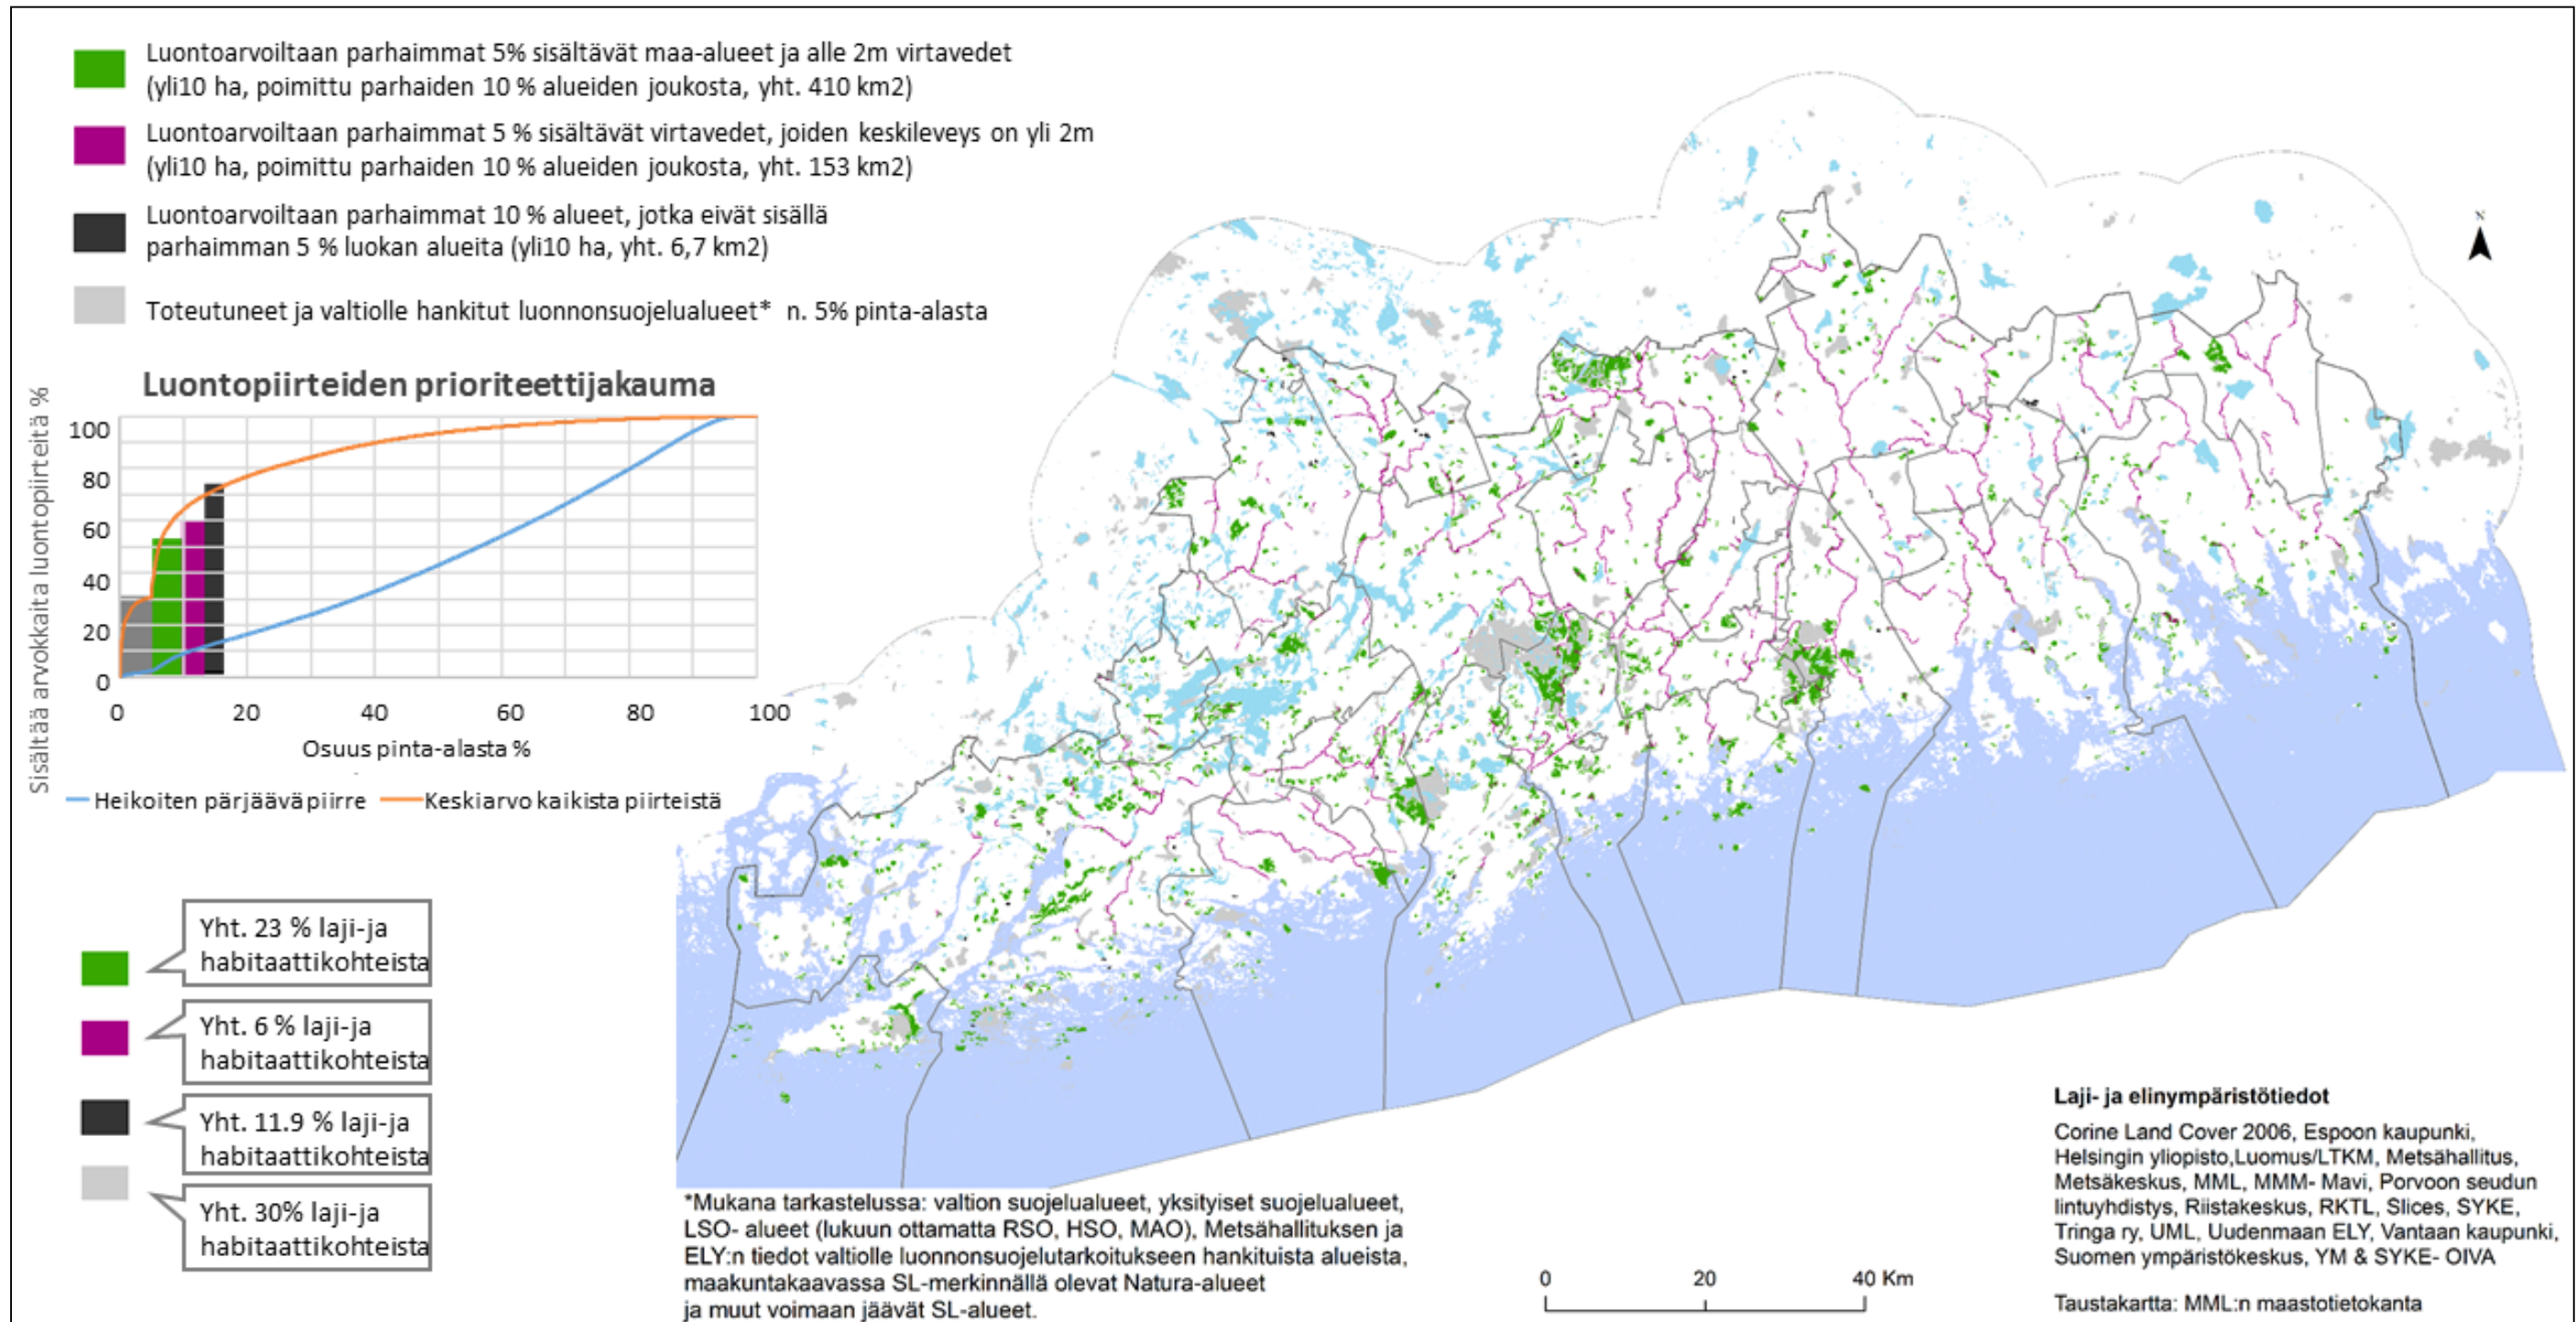 Luontoarvoiltaan parhaimmat 5% sisältävät maa-alueet ja alle 2m virtavedet
(yli10 ha, poimittu parhaiden 10 % alueiden joukosta, yht. 410 km2)
Luontoarvoiltaan parhaimmat 5 % sisältävät virtavedet, joiden keskileveys on yli 2m
(yli10 ha, poimittu parhaiden 10 % alueiden joukosta, yht. 153 km2)
Luontoarvoiltaan parhaimmat 10 % alueet, jotka eivät sisällä
parhaimman 5 % luokan alueita (yli10 ha, yht. 6,7 km2)
Toteutuneet ja valtiolle hankitut luonnonsuojelualueet* n. 5% pinta-alasta
N
Luontopiirteiden prioriteettijakauma
Sisältää arvokkaita luontopiirteitä %
100
80
60
40
20
0
0 20 40 60 80 100
Osuus pinta-alasta %
Heikoiten pärjäävä piirre
Keskiarvo kaikista piirteistä
Yht. 23 % laji-ja
habitaattikohteista
Yht. 6 % laji-ja
habitaattikohteista
Yht. 11.9 % laji-ja
habitaattikohteista
Yht. 30% laji-ja
habitaattikohteista
*Mukana tarkastelussa: valtion suojelualueet, yksityiset suojelualueet,
LSO- alueet (lukuun ottamatta RSO, HSO, MAO), Metsähallituksen ja
ELY:n tiedot valtiolle luonnonsuojelutarkoitukseen hankituista alueista,
maakuntakaavassa SL-merkinnällä olevat Natura-alueet
ja muut voimaan jäävät SL-alueet.
0 20 40 Km
Laji- ja elinympäristötiedot
Corine Land Cover 2006, Espoon kaupunki,
Helsingin yliopisto,Luomus/LTKM, Metsähallitus,
Metsäkeskus, MML, MMM- Mavi, Porvoon seudun
lintuyhdistys, Riistakeskus, RKTL, Slices, SYKE,
Tringa ry, UML, Uudenmaan ELY, Vantaan kaupunki,
Suomen ympäristökeskus, YM & SYKE- OIVA
Taustakartta: MML:n maastotietokanta